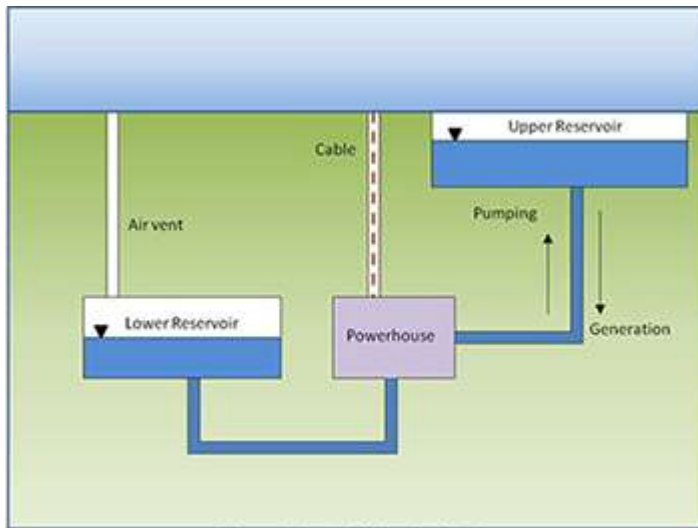 Upper Reservoir
Cable
Pumping
Air vent
Lower Reservoir
Powerhouse
Generation